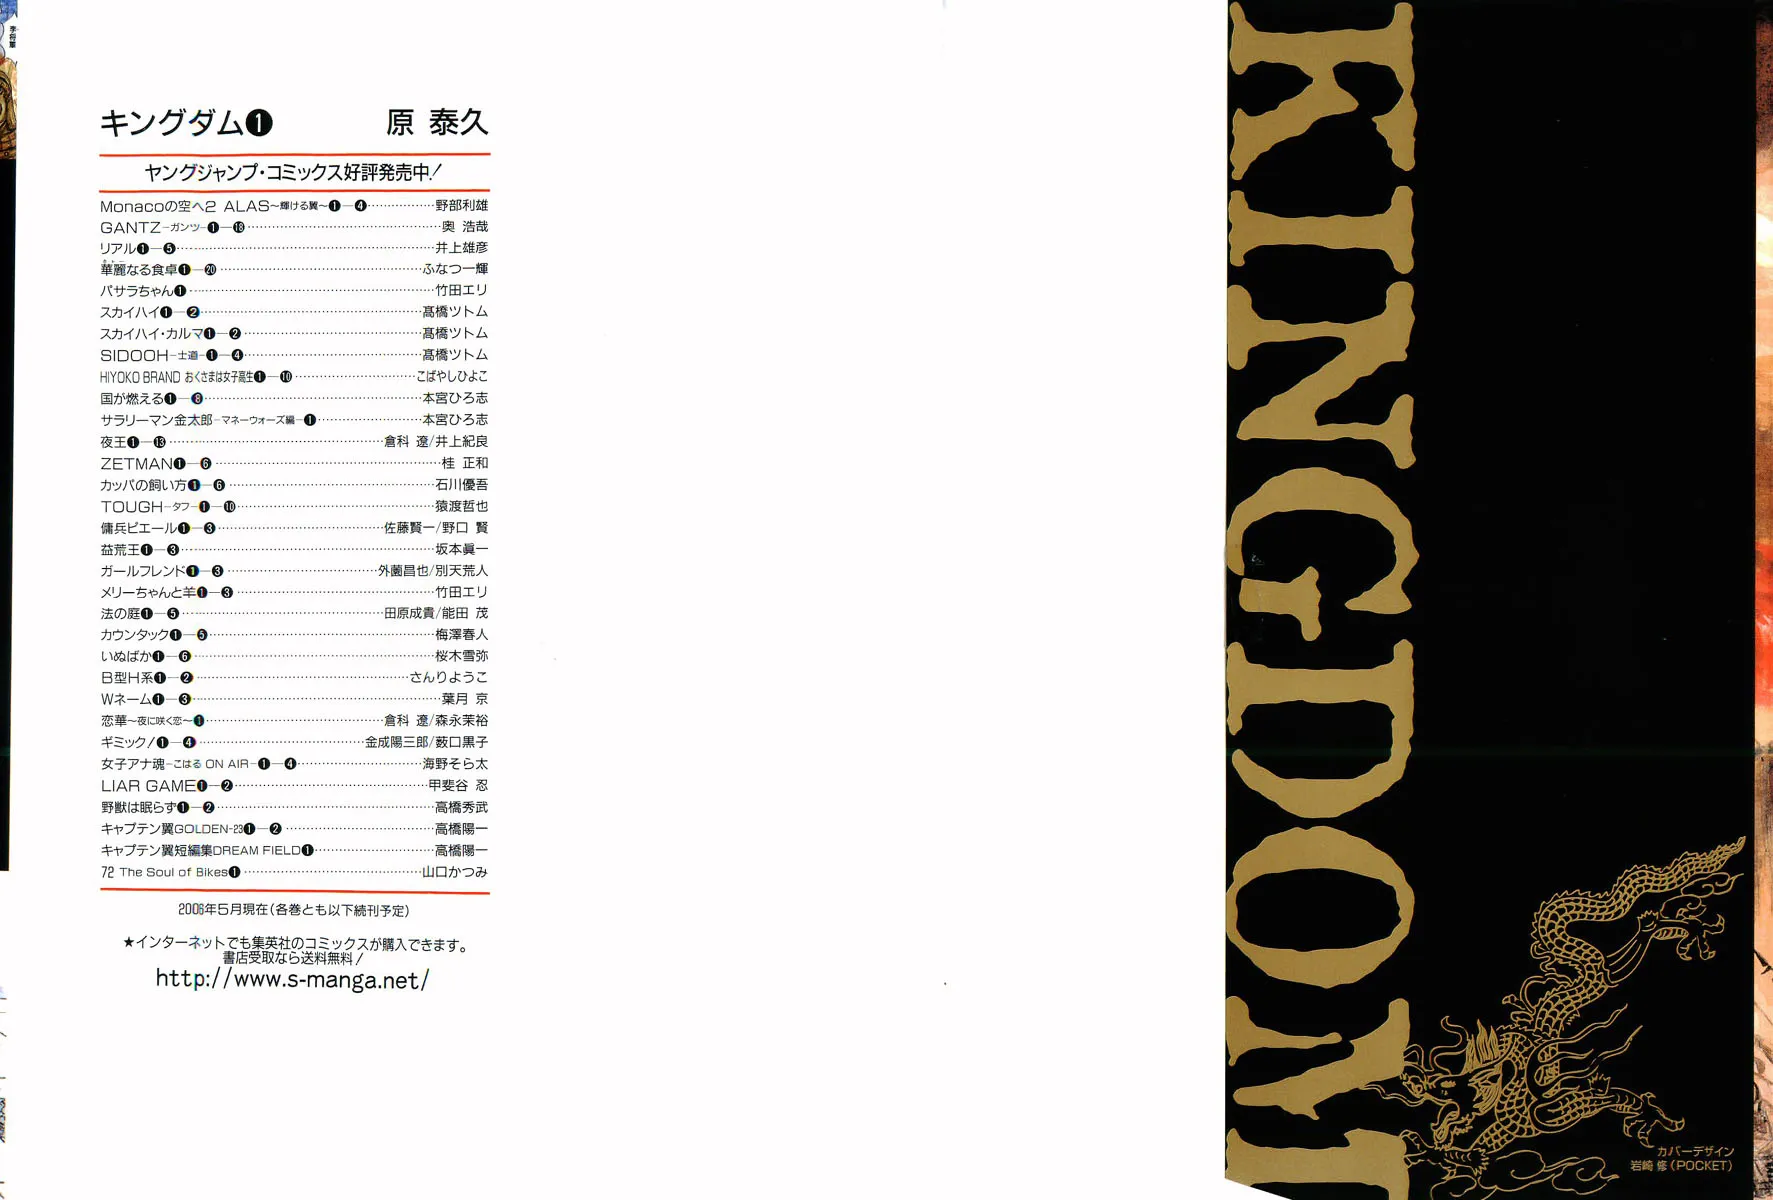 キングダム❶ 原 泰久
ヤングジャンプ・コミックス好評発売中!
Monacoの空へ2 ALAS〜輝ける翼〜❶—❹……野部利雄
GANTZ−ガンツ−❶—⓲……奥 浩哉
リアル❶—❺……井上雄彦
華麗なる食卓❶—⓴……ふなつ一輝
バサラちゃん❶……竹田エリ
スカイハイ❶—❷……髙橋ツトム
スカイハイ・カルマ❶—❷……髙橋ツトム
SIDOOH−士道−❶—❹……髙橋ツトム
HIYOKO BRAND おくさまは女子高生❶—❿……こばやしひよこ
国が燃える❶—❽……本宮ひろ志
サラリーマン金太郎−マネーウォーズ編−❶……本宮ひろ志
夜王❶—⓭……倉科 遼/井上紀良
ZETMAN❶—❻……桂 正和
カッパの飼い方❶—❻……石川優吾
TOUGH−タフ−❶—❿……猿渡哲也
傭兵ピエール❶—❸……佐藤賢一/野口 賢
益荒王❶—❸……坂本眞一
ガールフレンド❶—❸……外薗昌也/別天荒人
メリーちゃんと羊❶—❸……竹田エリ
法の庭❶—❺……田原成貴/能田 茂
カウンタック❶—❺……梅澤春人
いぬばか❶—❻……桜木雪弥
B型H系❶—❷……さんりようこ
Wネーム❶—❸……葉月 京
恋華〜夜に咲く恋〜❶……倉科 遼/森永茉裕
ギミック!❶—❹……金成陽三郎/薮口黒子
女子アナ魂−こはる ON AIR−❶—❹……海野そら太
LIAR GAME❶—❷……甲斐谷 忍
野獣は眠らず❶—❷……高橋秀武
キャプテン翼GOLDEN-23❶—❷……高橋陽一
キャプテン翼短編集DREAM FIELD❶……高橋陽一
72 The Soul of Bikes❶……山口かつみ
2006年5月現在(各巻とも以下続刊予定)
★インターネットでも集英社のコミックスが購入できます。
書店受取なら送料無料!
http://www.s-manga.net/
KINGDOM
カバーデザイン
岩崎 修(POCKET)